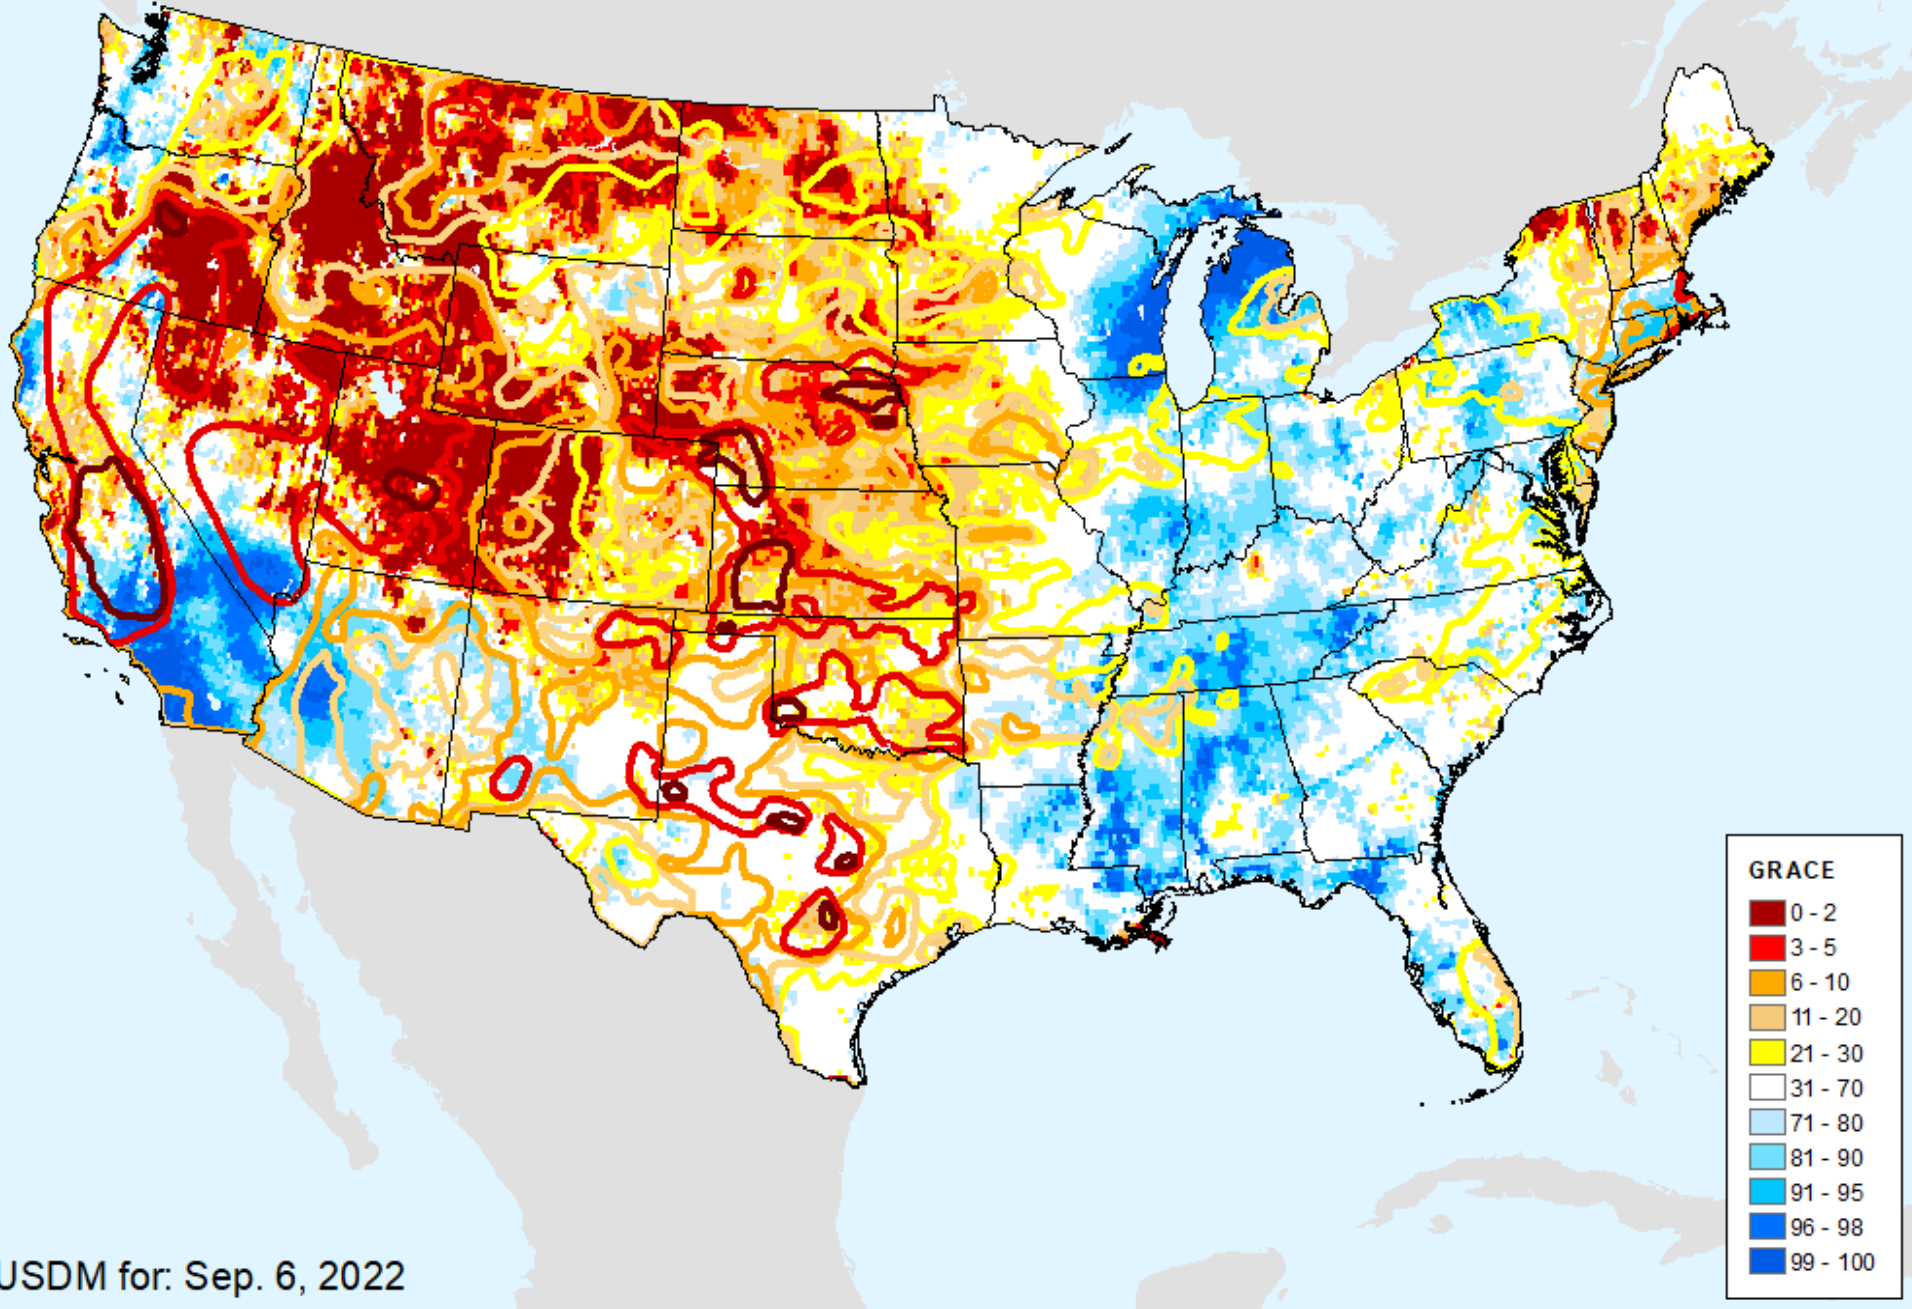 GRACE
0 - 2
3 - 5
6 - 10
11 - 20
21 - 30
31 - 70
71 - 80
81 - 90
91 - 95
96 - 98
99 - 100
USDM for: Sep. 6, 2022